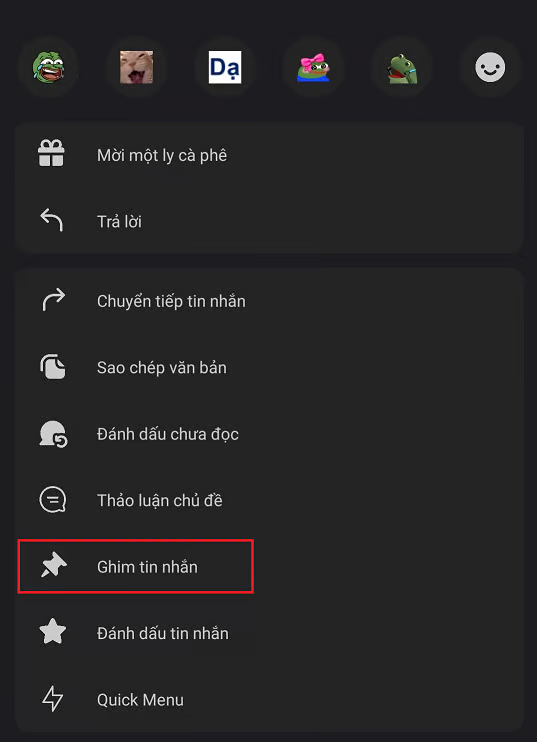 Dạ
Mời một ly cà phê
Trả lời
Chuyển tiếp tin nhắn
Sao chép văn bản
Đánh dấu chưa đọc
Thảo luận chủ đề
Ghim tin nhắn
Đánh dấu tin nhắn
Quick Menu